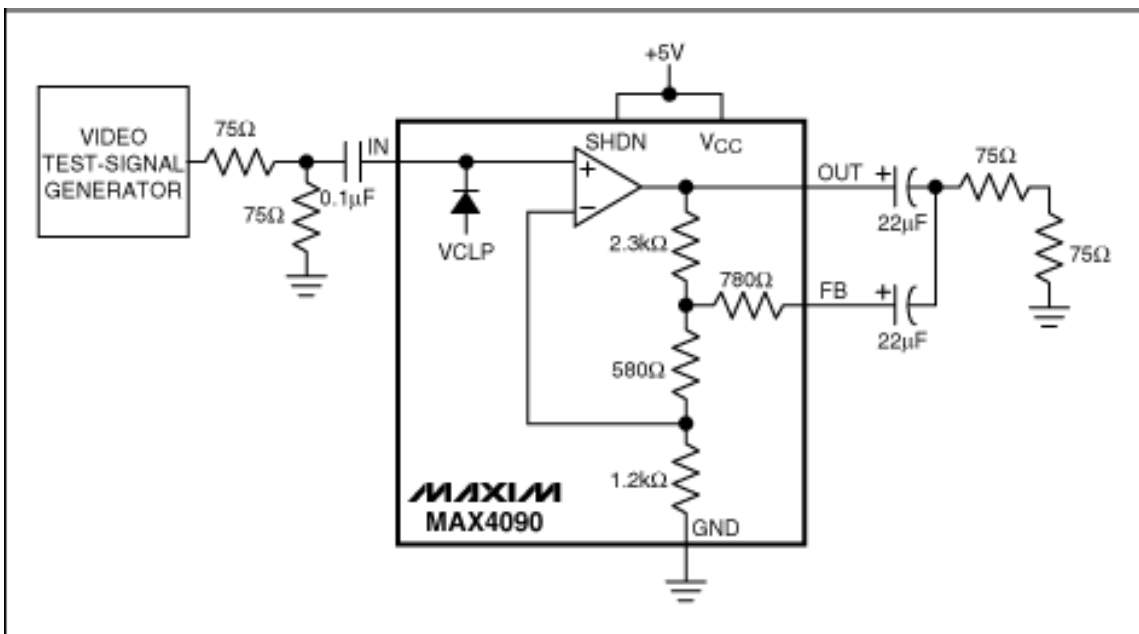 +5V
VIDEO
TEST-SIGNAL
GENERATOR
75Ω
75Ω
0.1µF
IN
SHDN
VCC
VCLP
OUT
2.3kΩ
780Ω
FB
580Ω
1.2kΩ
GND
+
−
+
22µF
+
22µF
75Ω
75Ω
MAXIM
MAX4090